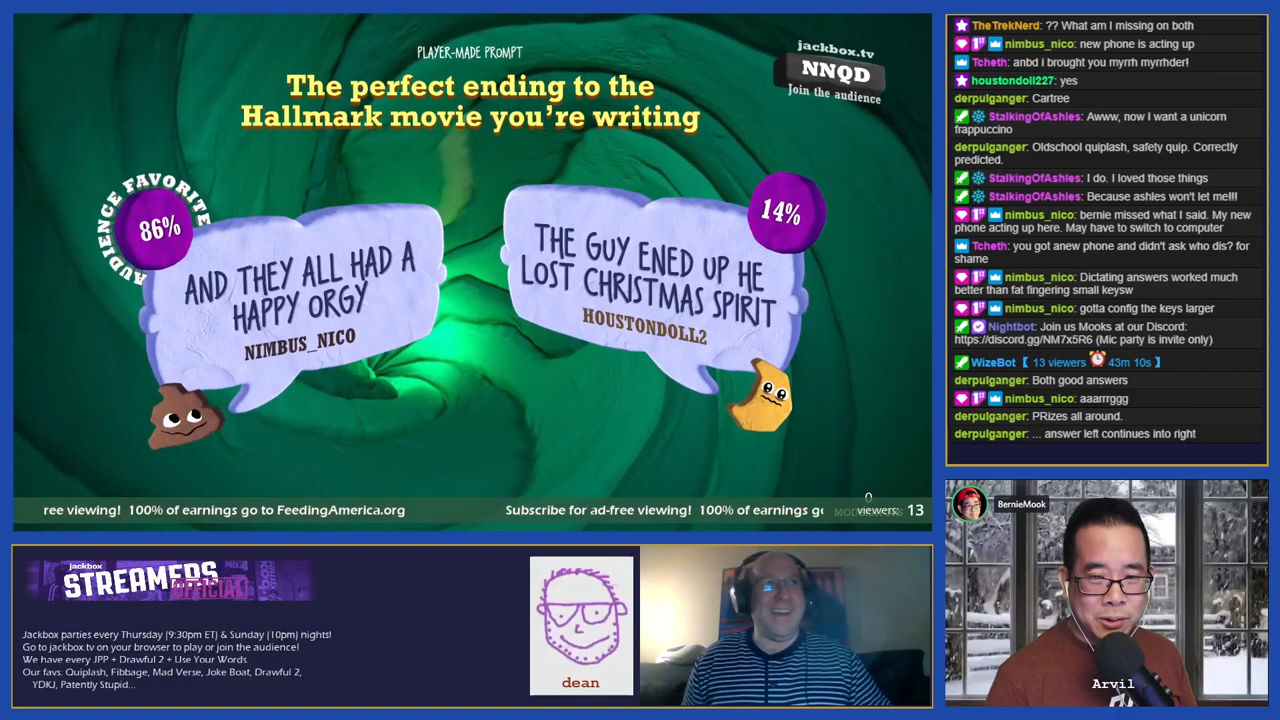 PLAYER-MADE PROMPT
The perfect ending to the
Hallmark movie you're writing
jackbox.tv
NNQD
Join the audience
AUDIENCE FAVORITE
86%
AND THEY ALL HAD A
HAPPY ORGY
NIMBUS_NICO
14%
THE GUY ENED UP HE
LOST CHRISTMAS SPIRIT
HOUSTONDOLL2
ree viewing!  100% of earnings go to FeedingAmerica.org
Subscribe for ad-free viewing!  100% of earnings go
0
viewers: 13
TheTrekNerd: ?? What am I missing on both
nimbus_nico: new phone is acting up
Tcheth: anbd i brought you myrrh myrrhder!
houstondoll227: yes
derpulganger: Cartree
StalkingOfAshles: Awww, now I want a unicorn
frappuccino
derpulganger: Oldschool quiplash, safety quip. Correctly
predicted.
StalkingOfAshles: I do. I loved those things
StalkingOfAshles: Because ashles won't let me!!!
nimbus_nico: bernie missed what I said. My new
phone acting up here. May have to switch to computer
Tcheth: you got anew phone and didn't ask who dis? for
shame
nimbus_nico: Dictating answers worked much
better than fat fingering small keysw
nimbus_nico: gotta config the keys larger
Nightbot: Join us Mooks at our Discord:
https://discord.gg/NM7x5R6 (Mic party is invite only)
WizeBot 【 13 viewers ⏰ 43m 10s 】
derpulganger: Both good answers
nimbus_nico: aaarrrggg
derpulganger: PRizes all around.
derpulganger: ... answer left continues into right
jackbox
STREAMERS
OFFICIAL
Jackbox parties every Thursday (9:30pm ET) & Sunday (10pm) nights!
Go to jackbox.tv on your browser to play or join the audience!
We have every JPP + Drawful 2 + Use Your Words
Our favs: Quiplash, Fibbage, Mad Verse, Joke Boat, Drawful 2,
YDKJ, Patently Stupid...
dean
BernieMook
Arvil